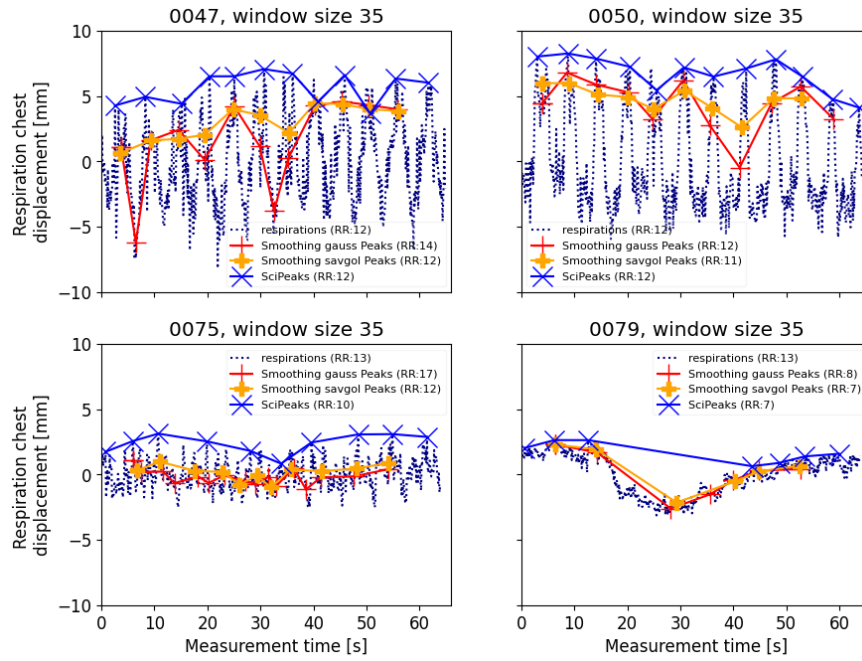 0047, window size 35
10
5
0
−5
−10
Respiration chest
displacement [mm]
respirations (RR:12)
Smoothing gauss Peaks (RR:14)
Smoothing savgol Peaks (RR:12)
SciPeaks (RR:12)
0050, window size 35
respirations (RR:12)
Smoothing gauss Peaks (RR:12)
Smoothing savgol Peaks (RR:11)
SciPeaks (RR:12)
0075, window size 35
10
5
0
−5
−10
Respiration chest
displacement [mm]
respirations (RR:13)
Smoothing gauss Peaks (RR:17)
Smoothing savgol Peaks (RR:12)
SciPeaks (RR:10)
0 10 20 30 40 50 60
Measurement time [s]
0079, window size 35
respirations (RR:13)
Smoothing gauss Peaks (RR:8)
Smoothing savgol Peaks (RR:7)
SciPeaks (RR:7)
0 10 20 30 40 50 60
Measurement time [s]